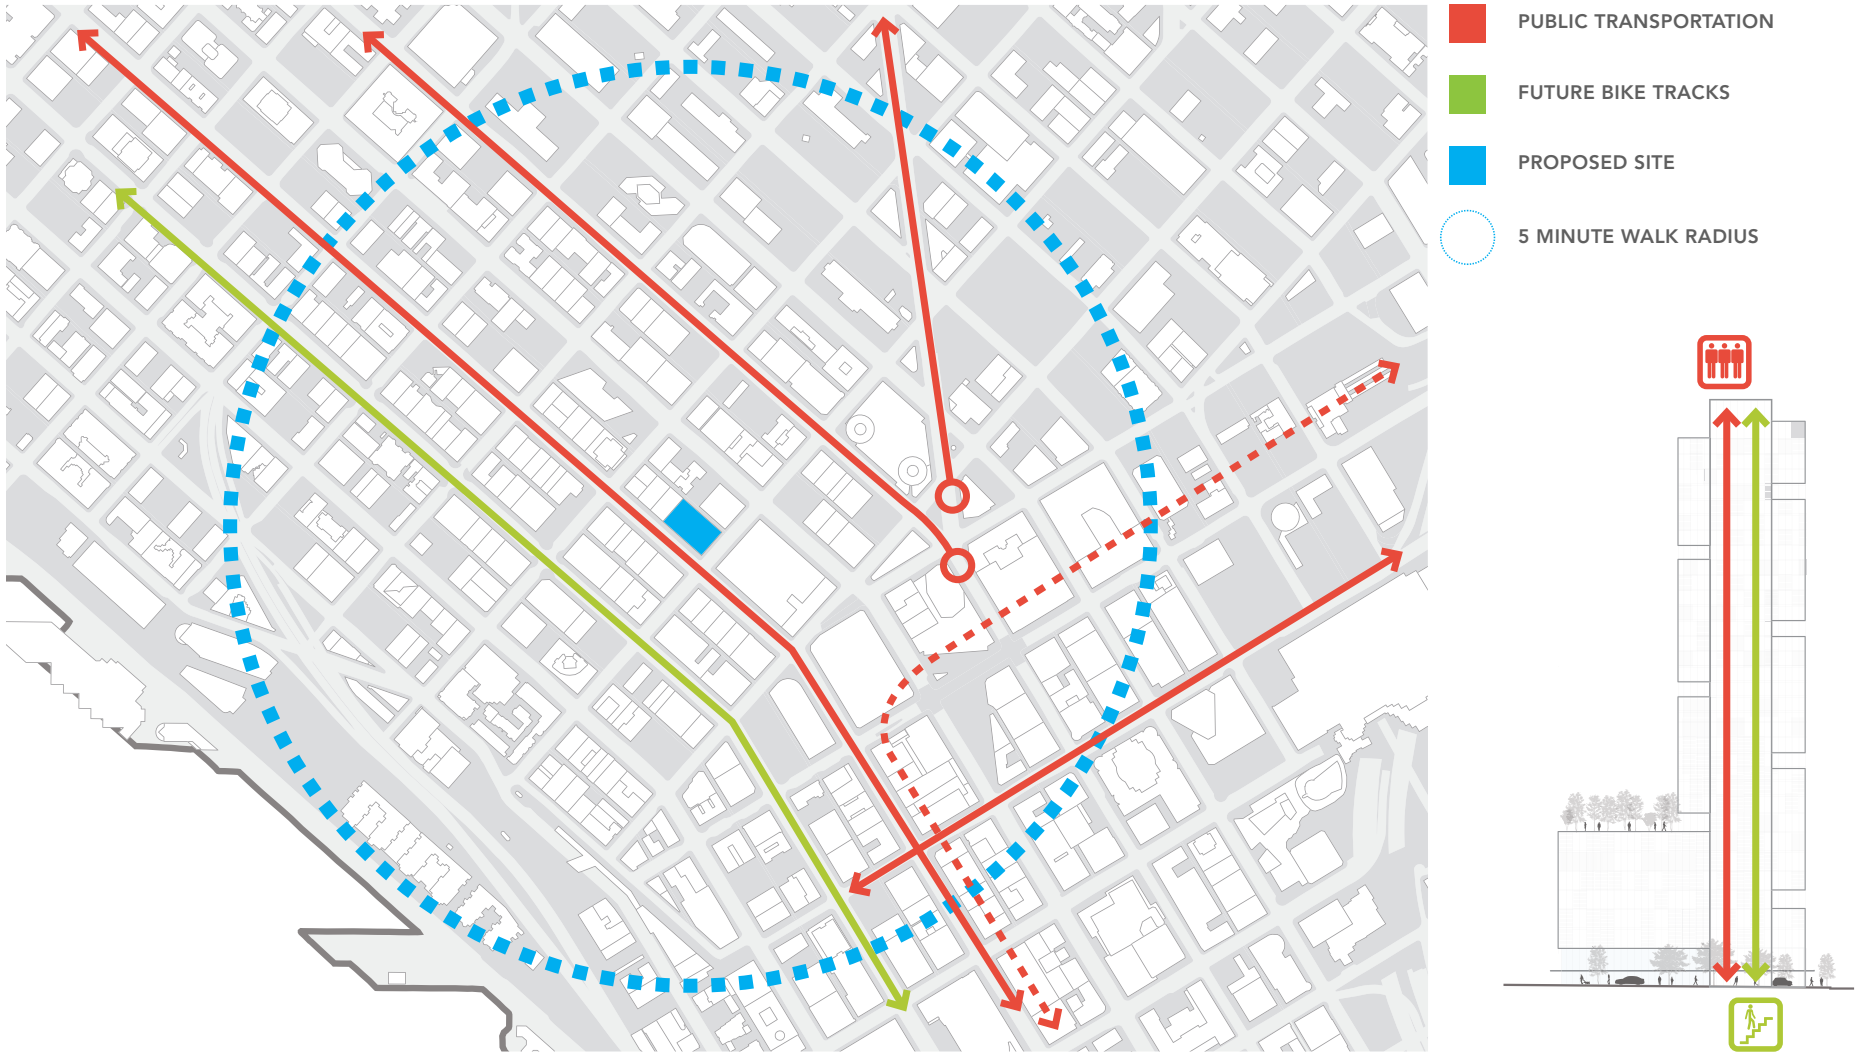 PUBLIC TRANSPORTATION
FUTURE BIKE TRACKS
PROPOSED SITE
5 MINUTE WALK RADIUS